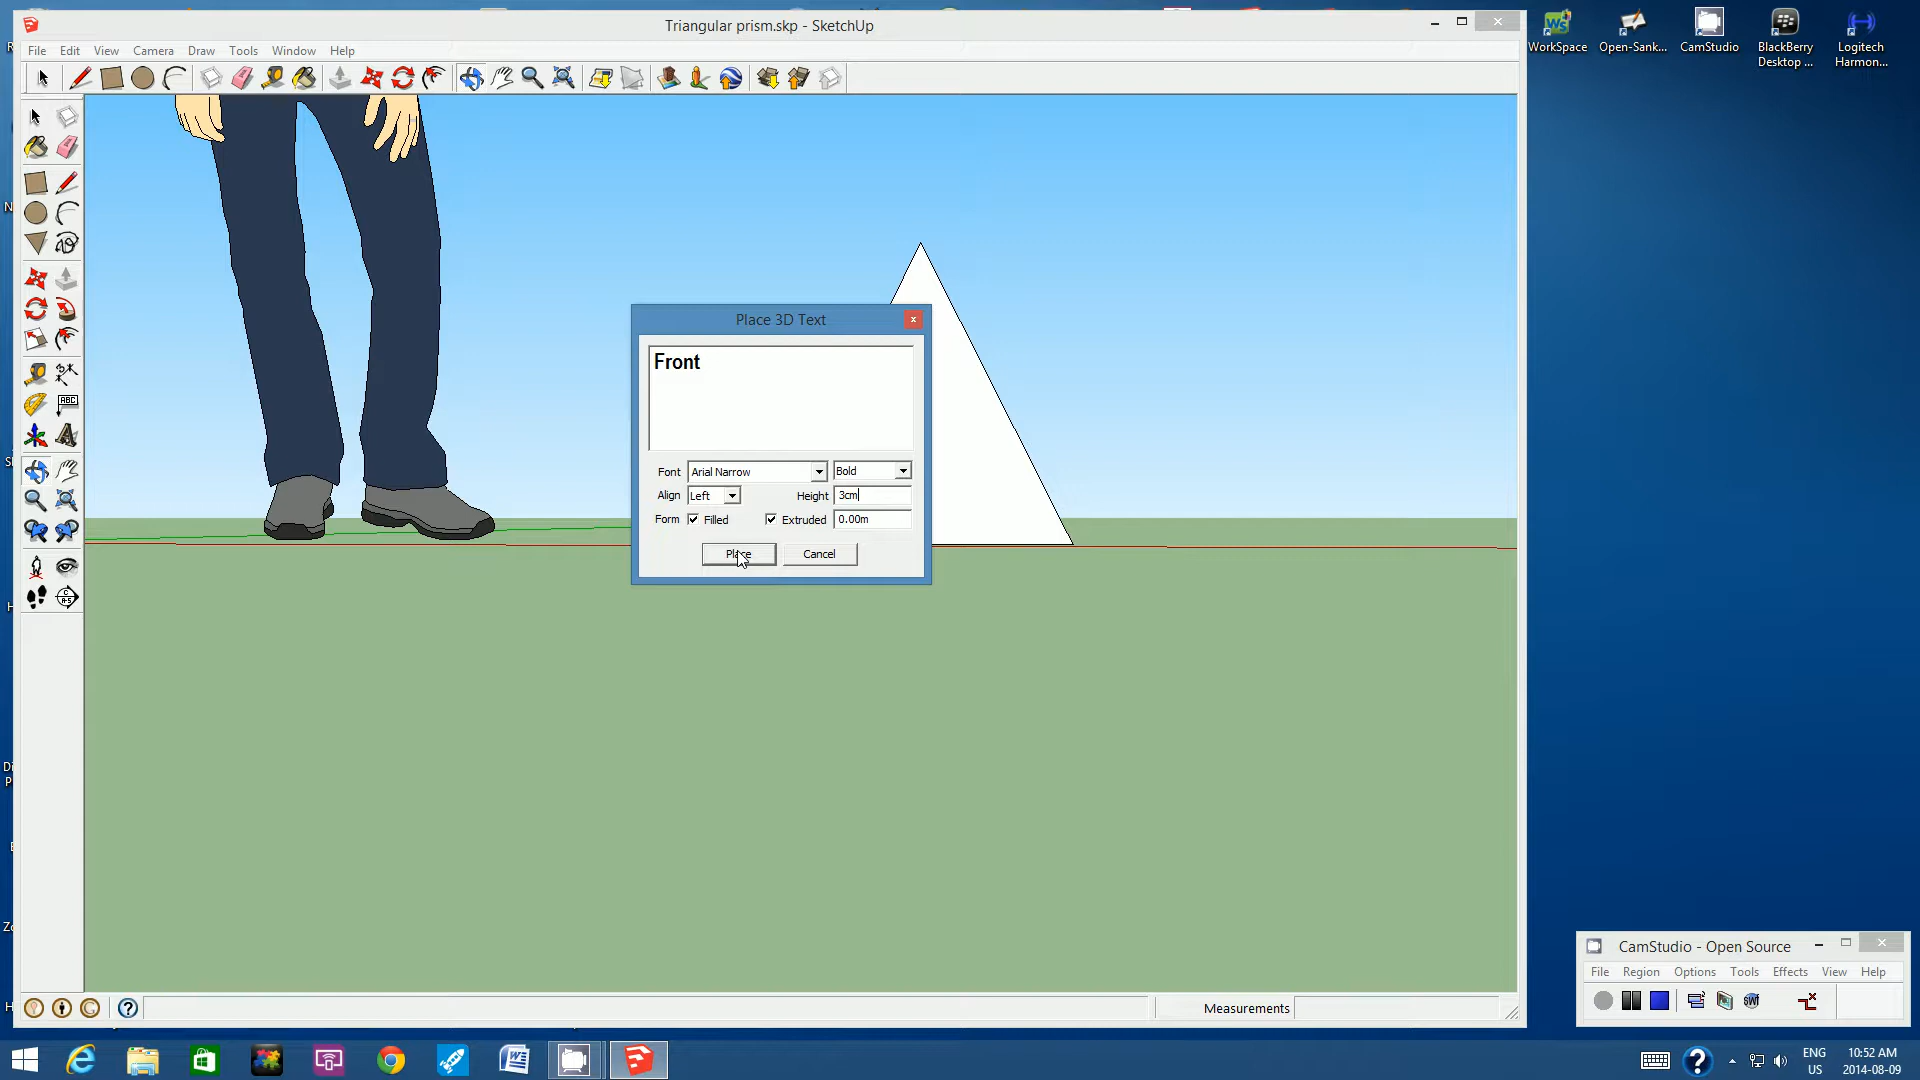 Triangular prism.skp - SketchUp
File Edit View Camera Draw Tools Window Help
WorkSpace
Open-Sank...
CamStudio
BlackBerry
Desktop ...
Logitech
Harmon...
ABC
Place 3D Text
Front
Font Arial Narrow Bold
Align Left Height 3cm
Form Filled Extruded 0.00m
Place Cancel
Measurements
CamStudio - Open Source
File Region Options Tools Effects View Help
ENG
US
10:52 AM
2014-08-09